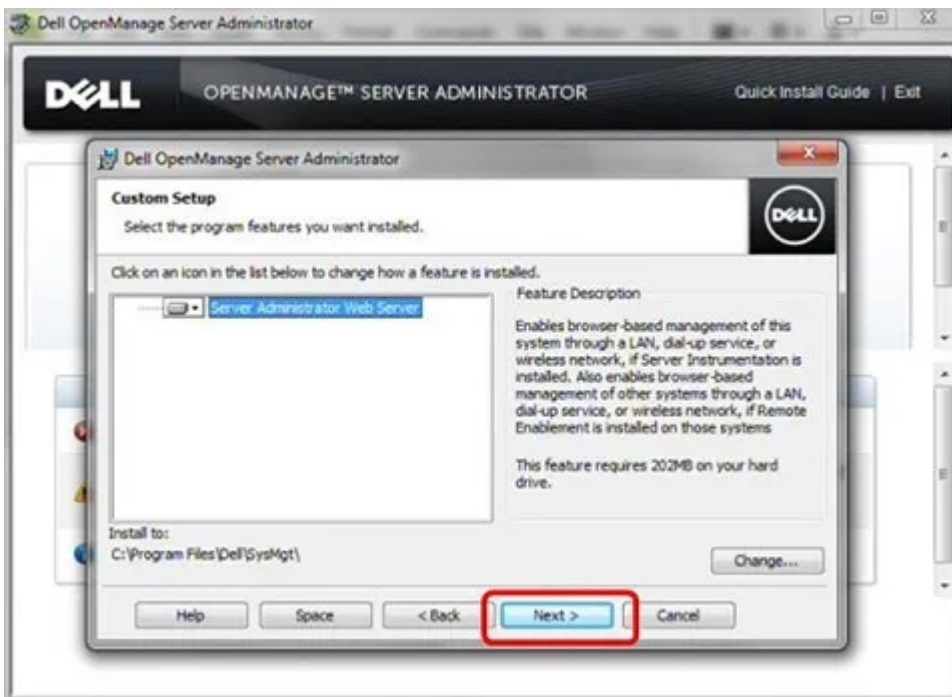 Dell OpenManage Server Administrator
DELL
OPENMANAGE™ SERVER ADMINISTRATOR
Quick Install Guide | Exit
Dell OpenManage Server Administrator
Custom Setup
Select the program features you want installed.
DELL
Click on an icon in the list below to change how a feature is installed.
Server Administrator Web Server
Feature Description
Enables browser-based management of this
system through a LAN, dial-up service, or
wireless network, if Server Instrumentation is
installed. Also enables browser-based
management of other systems through a LAN,
dial-up service, or wireless network, if Remote
Enablement is installed on those systems
This feature requires 202MB on your hard
drive.
Install to:
C:\Program Files\Dell\SysMgt\
Change...
Help
Space
< Back
Next >
Cancel